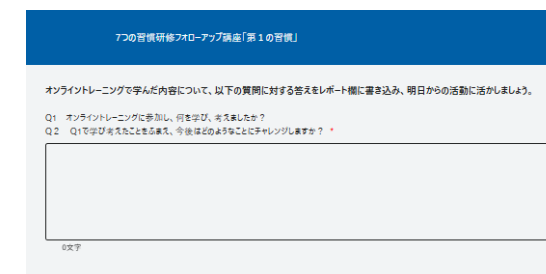 7つの習慣研修フォローアップ講座「第１の習慣」
オンライントレーニングで学んだ内容について、以下の質問に対する答えをレポート欄に書き込み、明日からの活動に活かしましょう。
Q1　オンライントレーニングに参加し、何を学び、考えましたか？
Q２　Q1で学び考えたことをふまえ、今後はどのようなことにチャレンジしますか？ *
0文字